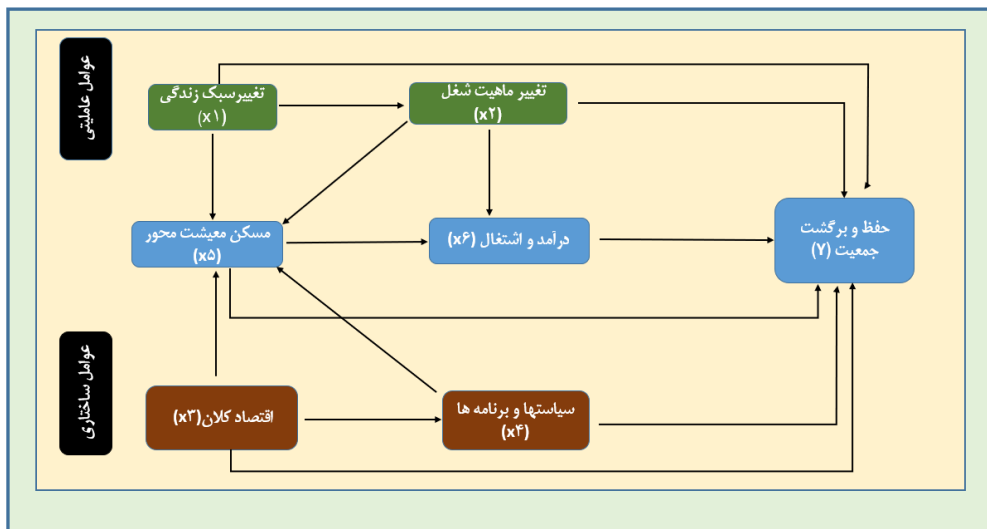 عوامل عاملیتی
تغییرسبک زندگی
(x۱)
تغییر ماهیت شغل
(x۲)
مسکن معیشت محور
(x۵)
درآمد و اشتغال (x۶)
حفظ و برگشت
جمعیت (۷)
عوامل ساختاری
اقتصاد کلان(x۳)
سیاستها و برنامه ها
(x۴)